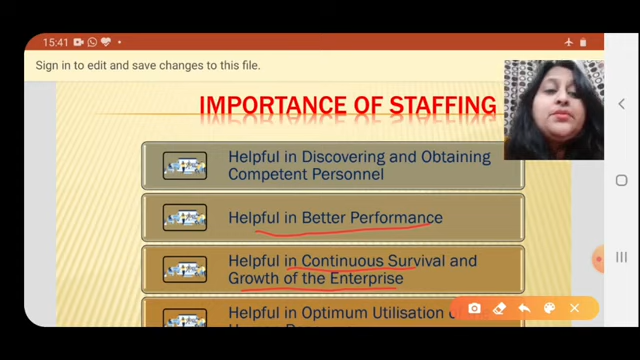 15:41
Sign in to edit and save changes to this file.
IMPORTANCE OF STAFFING
Helpful in Discovering and Obtaining
Competent Personnel
Helpful in Better Performance
Helpful in Continuous Survival and
Growth of the Enterprise
Helpful in Optimum Utilisation